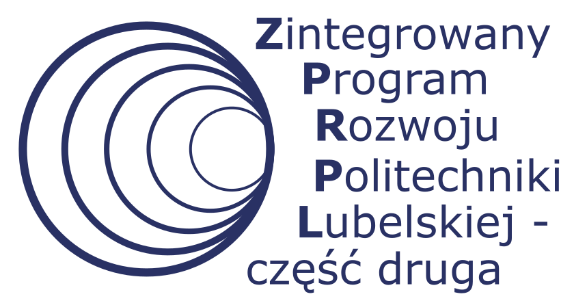 Zintegrowany
Program
Rozwoju
Politechniki
Lubelskiej -
część druga